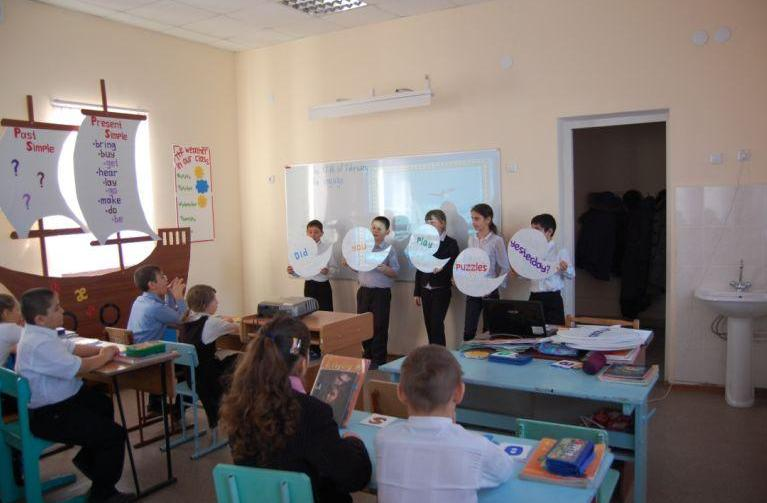 Past
Simple
?
?
?
Present
Simple
-bring
-buy
-get
-hear
-lay
-go
-make
-do
-be
The weather
in our class
Did
you
play
puzzles
yesterday?